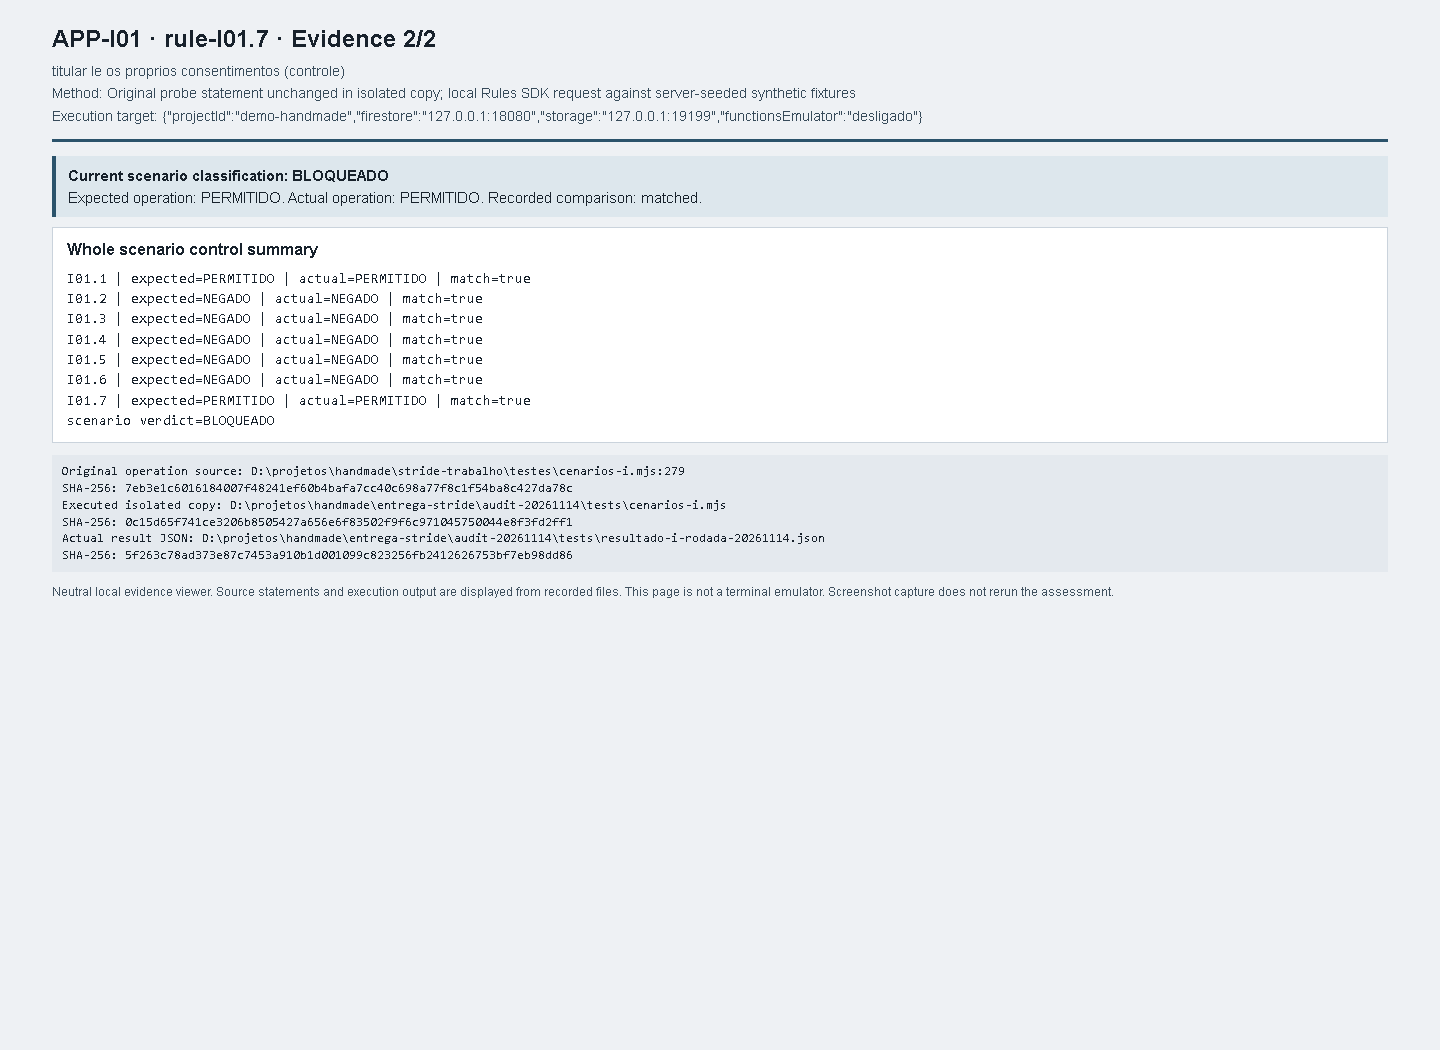 APP-I01 · rule-I01.7 · Evidence 2/2
titular le os proprios consentimentos (controle)
Method: Original probe statement unchanged in isolated copy; local Rules SDK request against server-seeded synthetic fixtures
Execution target: {"projectId":"demo-handmade","firestore":"127.0.0.1:18080","storage":"127.0.0.1:19199","functionsEmulator":"desligado"}
Current scenario classification: BLOQUEADO
Expected operation: PERMITIDO. Actual operation: PERMITIDO. Recorded comparison: matched.
Whole scenario control summary
I01.1 | expected=PERMITIDO | actual=PERMITIDO | match=true
I01.2 | expected=NEGADO | actual=NEGADO | match=true
I01.3 | expected=NEGADO | actual=NEGADO | match=true
I01.4 | expected=NEGADO | actual=NEGADO | match=true
I01.5 | expected=NEGADO | actual=NEGADO | match=true
I01.6 | expected=NEGADO | actual=NEGADO | match=true
I01.7 | expected=PERMITIDO | actual=PERMITIDO | match=true
scenario verdict=BLOQUEADO
Original operation source: D:\projetos\handmade\stride-trabalho\testes\cenarios-i.mjs:279
SHA-256: 7eb3e1c6016184007f48241ef60b4bafa7cc40c698a77f8c1f54ba8c427da78c
Executed isolated copy: D:\projetos\handmade\entrega-stride\audit-20261114\tests\cenarios-i.mjs
SHA-256: 0c15d65f741ce3206b8505427a656e6f83502f9f6c971045750044e8f3fd2ff1
Actual result JSON: D:\projetos\handmade\entrega-stride\audit-20261114\tests\resultado-i-rodada-20261114.json
SHA-256: 5f263c78ad373e87c7453a910b1d001099c823256fb2412626753bf7eb98dd86
Neutral local evidence viewer. Source statements and execution output are displayed from recorded files. This page is not a terminal emulator. Screenshot capture does not rerun the assessment.